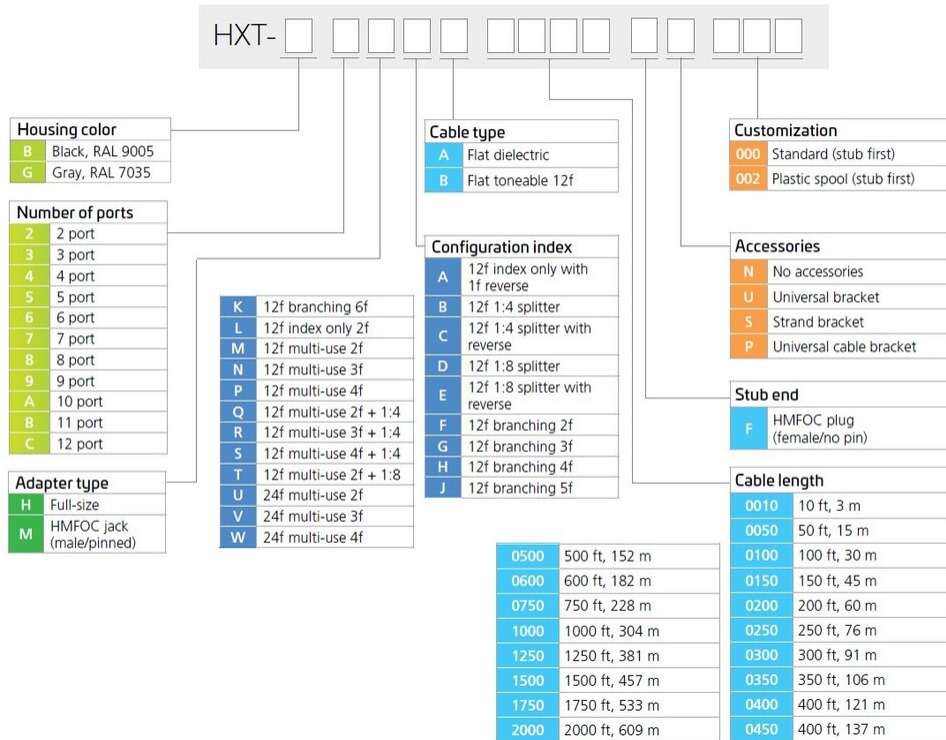 HXT-
Housing color
B Black, RAL 9005
G Gray, RAL 7035
Number of ports
2 2 port
3 3 port
4 4 port
5 5 port
6 6 port
7 7 port
8 8 port
9 9 port
A 10 port
B 11 port
C 12 port
Adapter type
H Full-size
M HMFOC jack
(male/pinned)
K 12f branching 6f
L 12f index only 2f
M 12f multi-use 2f
N 12f multi-use 3f
P 12f multi-use 4f
Q 12f multi-use 2f + 1:4
R 12f multi-use 3f + 1:4
S 12f multi-use 4f + 1:4
T 12f multi-use 2f + 1:8
U 24f multi-use 2f
V 24f multi-use 3f
W 24f multi-use 4f
Cable type
A Flat dielectric
B Flat toneable 12f
Configuration index
A 12f index only with
1f reverse
B 12f 1:4 splitter
C 12f 1:4 splitter with
reverse
D 12f 1:8 splitter
E 12f 1:8 splitter with
reverse
F 12f branching 2f
G 12f branching 3f
H 12f branching 4f
J 12f branching 5f
Customization
000 Standard (stub first)
002 Plastic spool (stub first)
Accessories
N No accessories
U Universal bracket
S Strand bracket
P Universal cable bracket
Stub end
F HMFOC plug
(female/no pin)
Cable length
0010 10 ft, 3 m
0050 50 ft, 15 m
0100 100 ft, 30 m
0150 150 ft, 45 m
0200 200 ft, 60 m
0250 250 ft, 76 m
0300 300 ft, 91 m
0350 350 ft, 106 m
0400 400 ft, 121 m
0450 400 ft, 137 m
0500 500 ft, 152 m
0600 600 ft, 182 m
0750 750 ft, 228 m
1000 1000 ft, 304 m
1250 1250 ft, 381 m
1500 1500 ft, 457 m
1750 1750 ft, 533 m
2000 2000 ft, 609 m